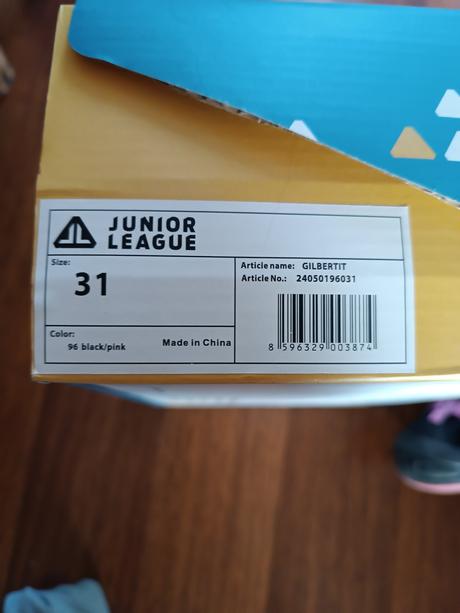 JUNIOR
LEAGUE
Size:
31
Article name: GILBERTIT
Article No.: 24050196031
8 596329 003874
Color:
96 black/pink
Made in China